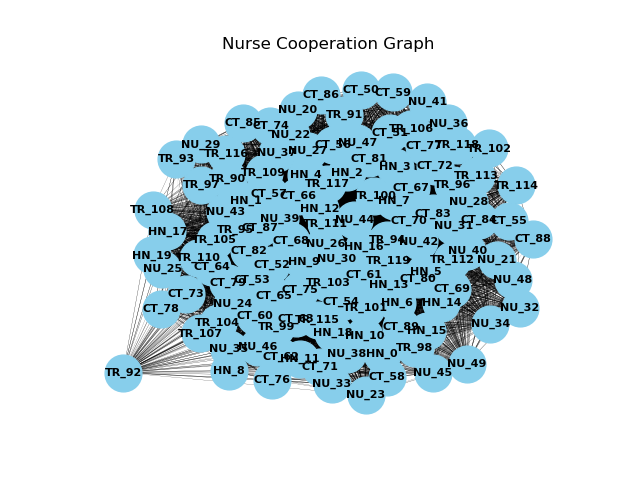 Nurse Cooperation Graph
CT_50
CT_86
CT_59
NU_41
NU_20
TR_91
CT_85
CT_74
NU_36
NU_22
TR_106
CT_51
NU_29
NU_47
CT_56
CT_77
TR_118
TR_102
NU_27
NU_37
TR_116
TR_93
CT_81
HN_3
CT_72
HN_4
HN_2
TR_109
TR_113
TR_90
TR_97
TR_117
TR_96
TR_114
CT_67
CT_57
CT_66
TR_100
HN_1
HN_7
NU_28
TR_108
NU_43
HN_12
CT_83
NU_39
NU_44
CT_70
CT_84
CT_55
TR_111
NU_31
CT_87
TR_95
HN_17
TR_105
CT_68
NU_26
TR_94
NU_42
CT_88
CT_82
NU_40
HN_19
TR_110
NU_30
HN_9
TR_119
TR_112
NU_21
CT_64
CT_52
NU_25
CT_61
HN_5
CT_53
CT_79
TR_103
HN_13
CT_80
NU_48
CT_75
CT_69
CT_73
CT_65
NU_24
CT_54
HN_6
HN_14
CT_78
TR_101
NU_32
CT_60
TR_115
TR_104
TR_99
CT_89
HN_15
NU_34
TR_107
HN_18
HN_10
NU_46
TR_98
NU_38
HN_0
HN_11
CT_71
NU_49
HN_8
TR_92
NU_45
CT_58
CT_76
NU_33
NU_23